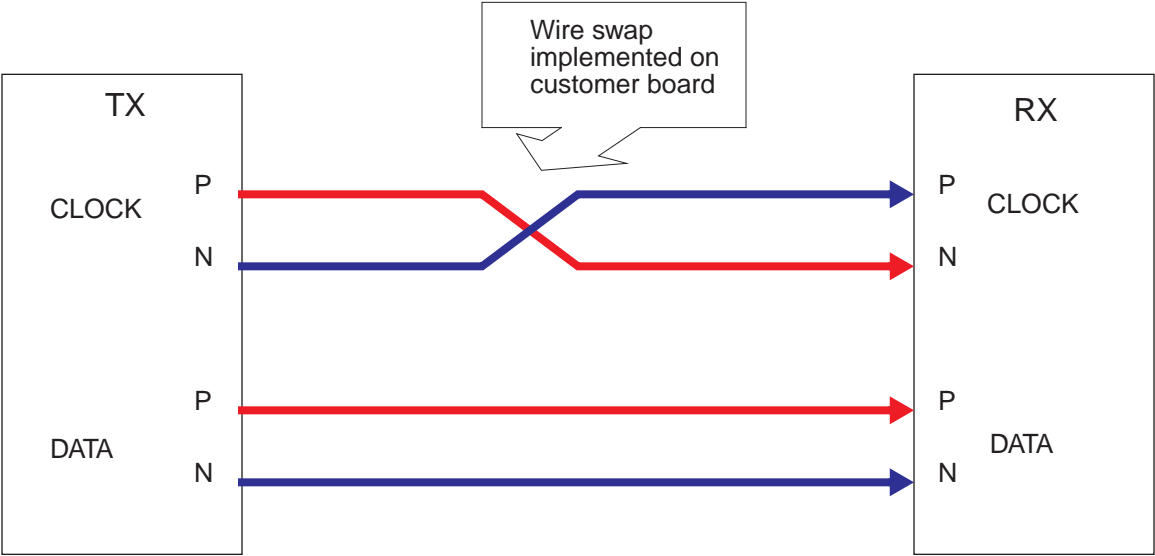 Wire swap
implemented on
customer board
TX
RX
P
CLOCK
N
P
CLOCK
N
P
DATA
N
P
DATA
N